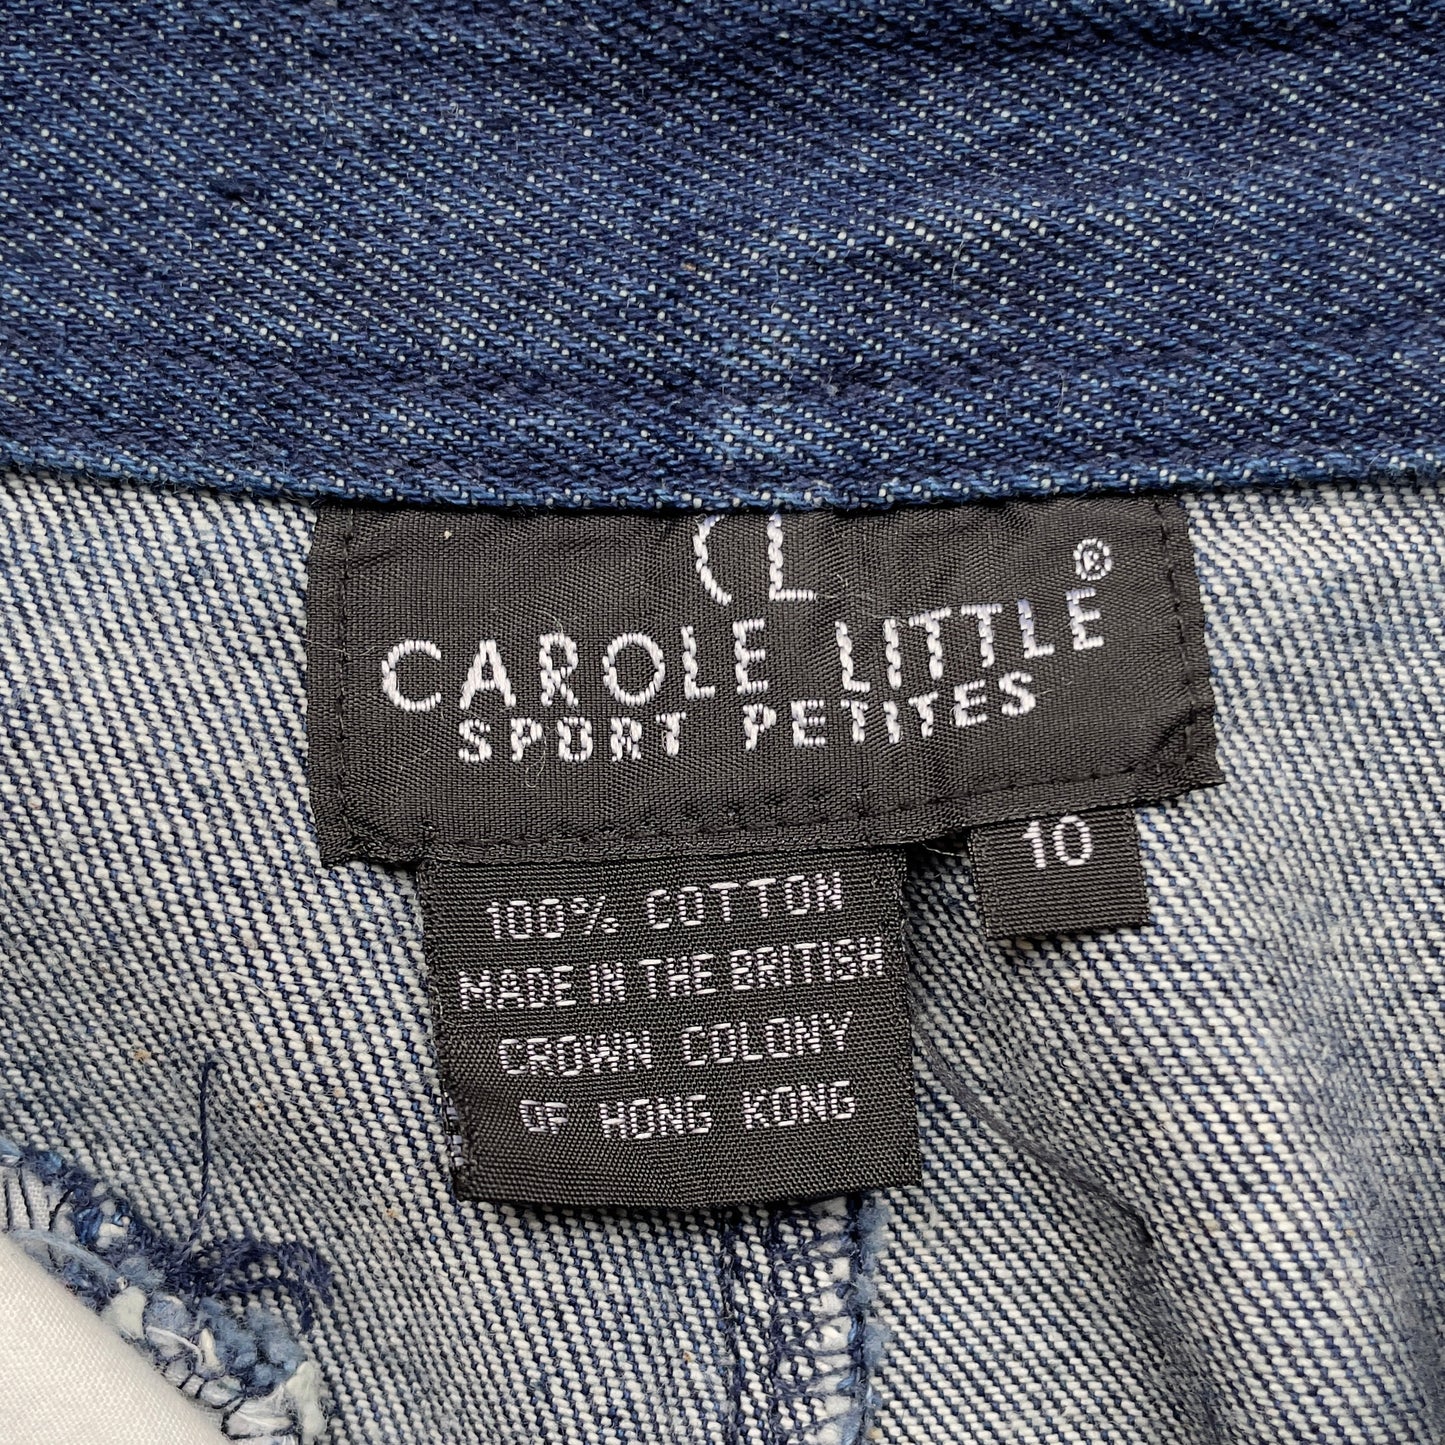 CL
CAROLE LITTLE®
SPORT PETITES
10
100% COTTON
MADE IN THE BRITISH
CROWN COLONY
OF HONG KONG